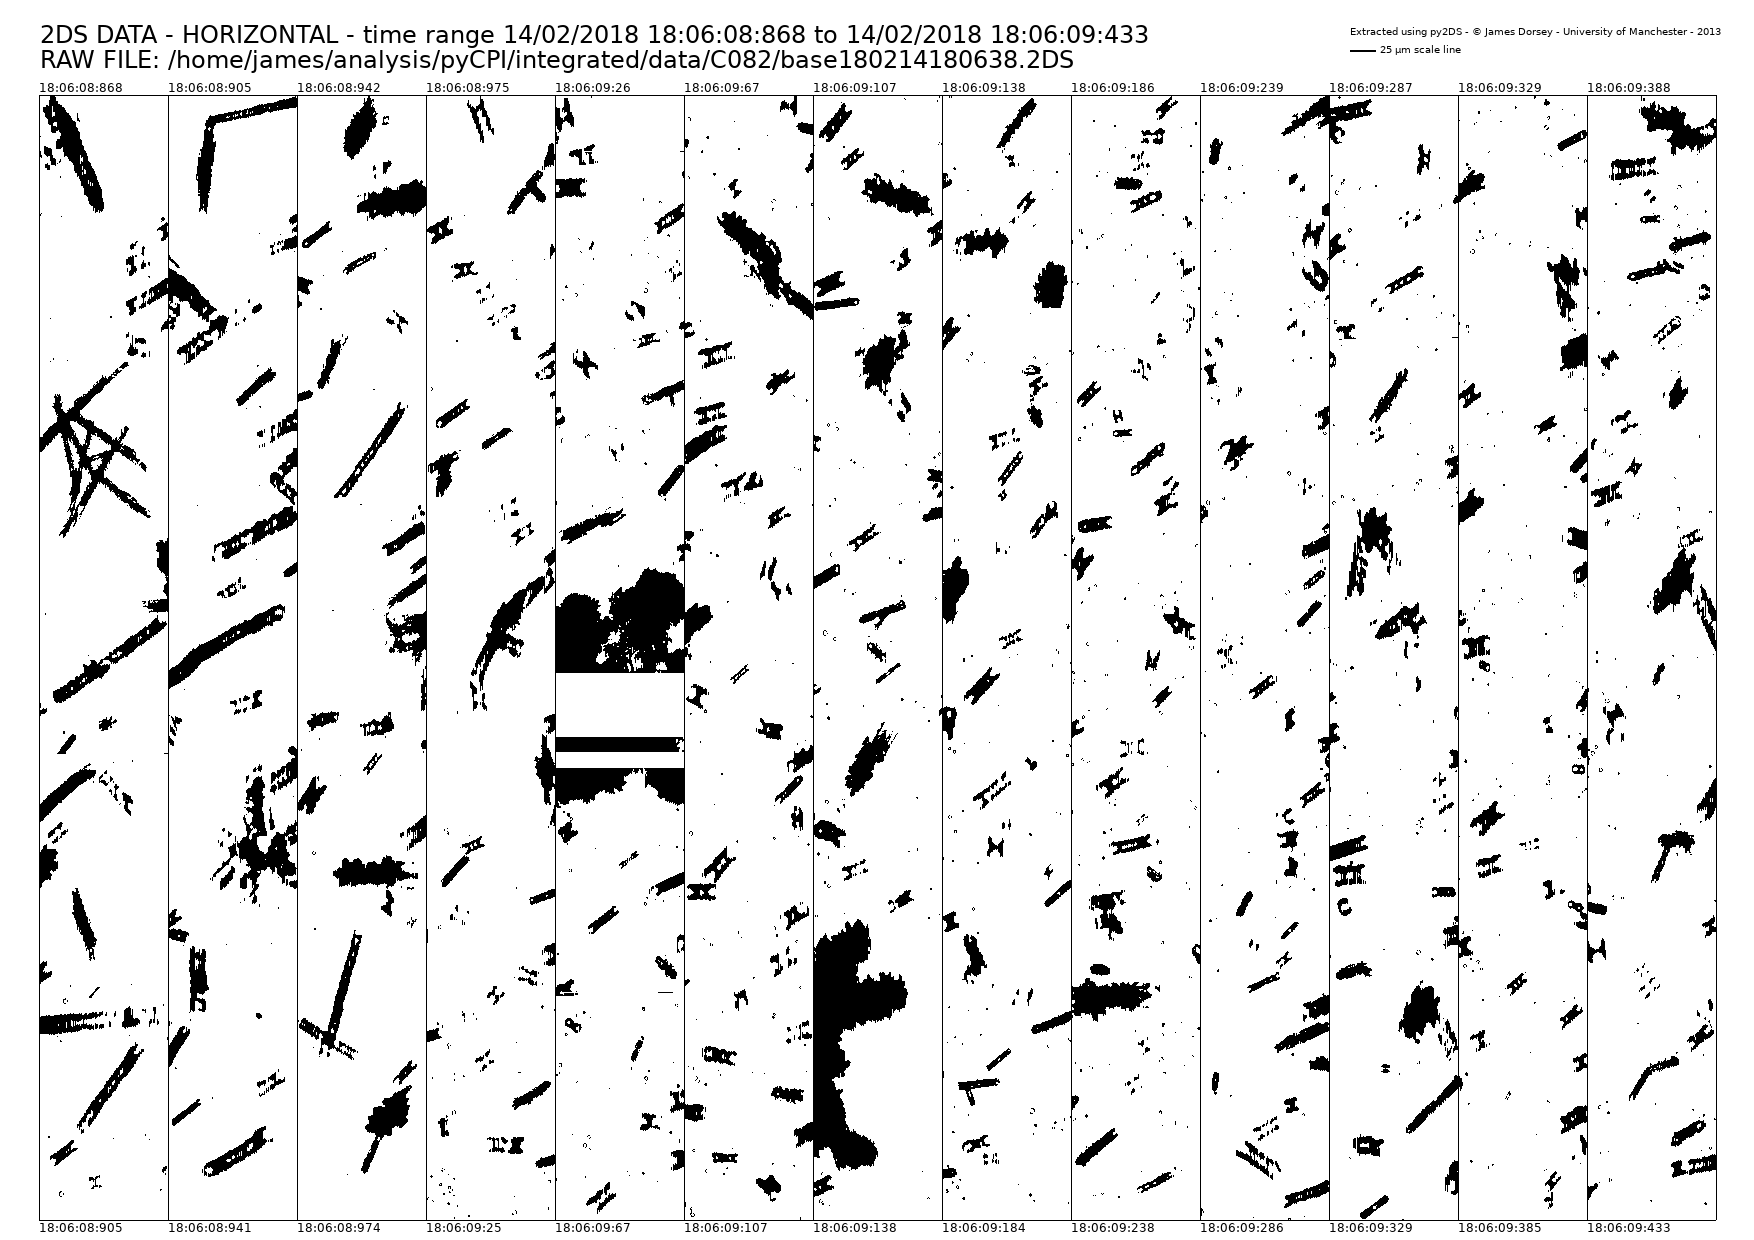 2DS DATA - HORIZONTAL - time range 14/02/2018 18:06:08:868 to 14/02/2018 18:06:09:433
RAW FILE: /home/james/analysis/pyCPI/integrated/data/C082/base180214180638.2DS
Extracted using py2DS - © James Dorsey - University of Manchester - 2013
25 µm scale line
18:06:08:868 18:06:08:905 18:06:08:942 18:06:08:975 18:06:09:26 18:06:09:67 18:06:09:107 18:06:09:138 18:06:09:186 18:06:09:239 18:06:09:287 18:06:09:329 18:06:09:388
18:06:08:905 18:06:08:941 18:06:08:974 18:06:09:25 18:06:09:67 18:06:09:107 18:06:09:138 18:06:09:184 18:06:09:238 18:06:09:286 18:06:09:329 18:06:09:385 18:06:09:433